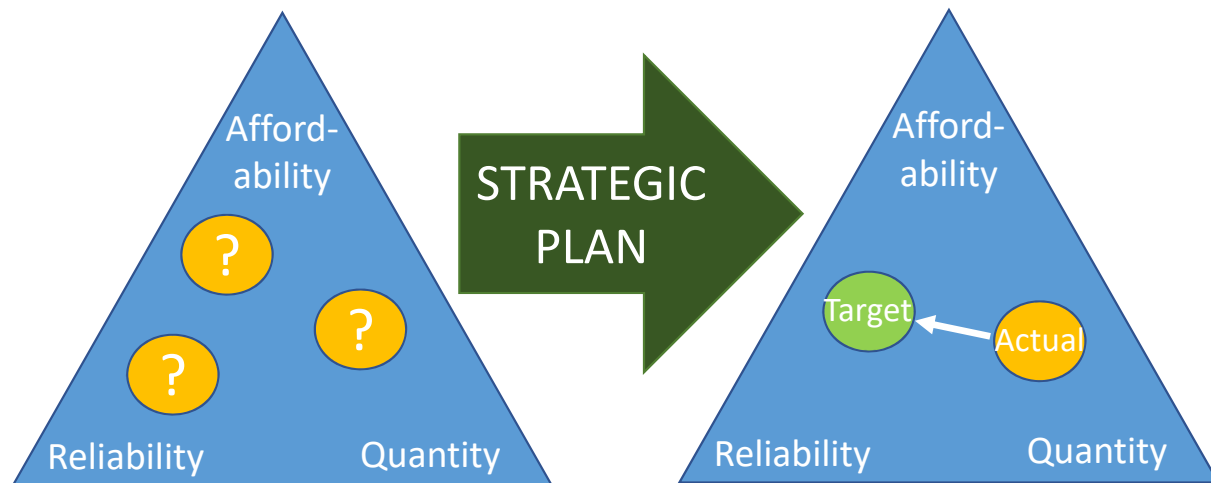 Afford-
ability
?
?
?
Reliability
Quantity
STRATEGIC
PLAN
Afford-
ability
Target
Actual
Reliability
Quantity